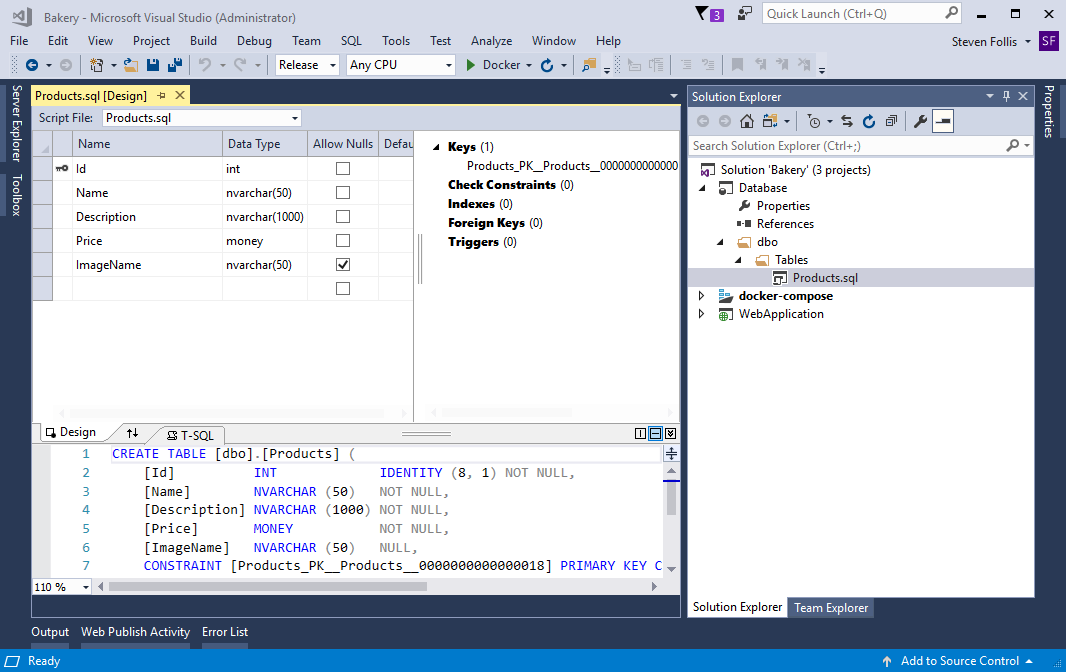 Bakery - Microsoft Visual Studio (Administrator)
3
Quick Launch (Ctrl+Q)
File Edit View Project Build Debug Team SQL Tools Test Analyze Window Help
Steven Follis SF
Release Any CPU Docker
Server Explorer
Toolbox
Products.sql [Design]
Script File: Products.sql
Name Data Type Allow Nulls Defau
Id int
Name nvarchar(50)
Description nvarchar(1000)
Price money
ImageName nvarchar(50)
Keys (1)
Products_PK__Products__0000000000000
Check Constraints (0)
Indexes (0)
Foreign Keys (0)
Triggers (0)
Design T-SQL
1 CREATE TABLE [dbo].[Products] (
2 [Id] INT IDENTITY (8, 1) NOT NULL,
3 [Name] NVARCHAR (50) NOT NULL,
4 [Description] NVARCHAR (1000) NOT NULL,
5 [Price] MONEY NOT NULL,
6 [ImageName] NVARCHAR (50) NULL,
7 CONSTRAINT [Products_PK__Products__0000000000000018] PRIMARY KEY C
110 %
Solution Explorer
Search Solution Explorer (Ctrl+;)
Solution 'Bakery' (3 projects)
Database
Properties
References
dbo
Tables
Products.sql
docker-compose
WebApplication
Solution Explorer Team Explorer
Properties
Output Web Publish Activity Error List
Ready
Add to Source Control